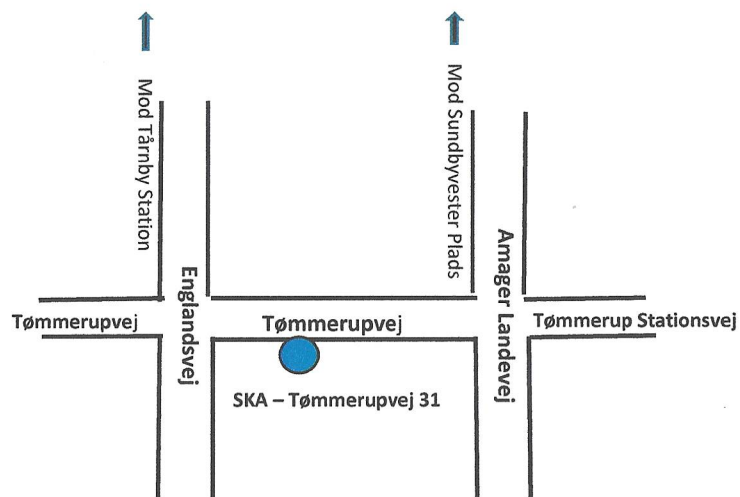 Mod Tårnby Station
Mod Sundbyvester Plads
Englandsvej
Amager Landevej
Tømmerupvej
Tømmerupvej
Tømmerup Stationsvej
SKA – Tømmerupvej 31